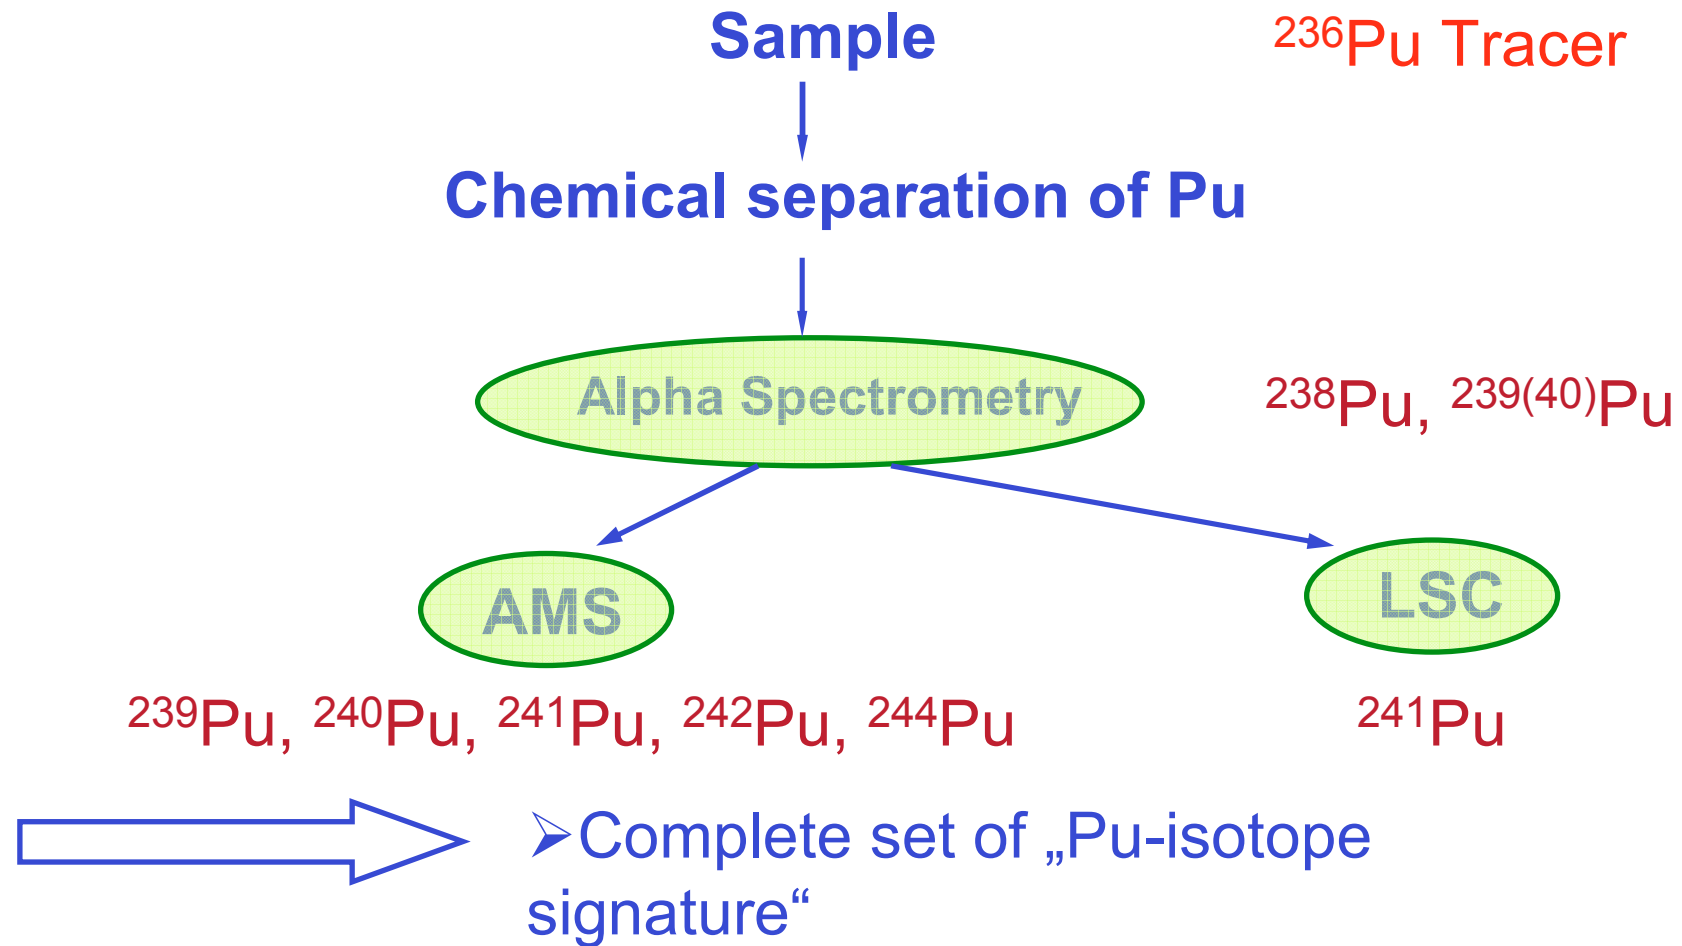 Sample
²³⁶Pu Tracer
Chemical separation of Pu
Alpha Spectrometry
²³⁸Pu, ²³⁹⁽⁴⁰⁾Pu
AMS
LSC
²³⁹Pu, ²⁴⁰Pu, ²⁴¹Pu, ²⁴²Pu, ²⁴⁴Pu
²⁴¹Pu
➢Complete set of „Pu-isotope
signature“